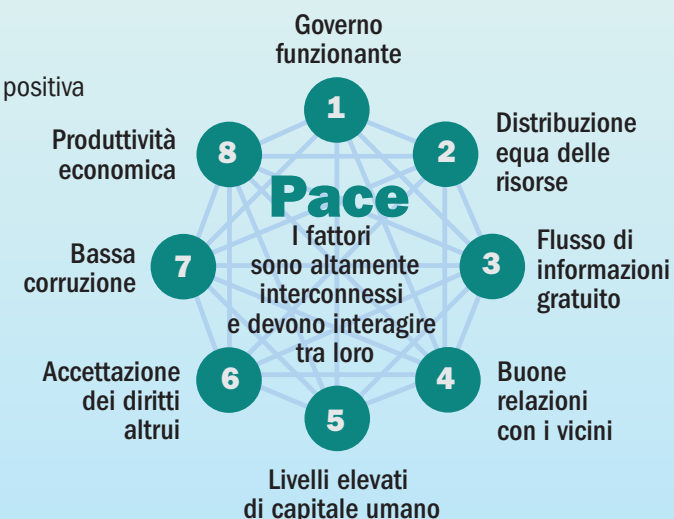 positiva
Governo
funzionante
1
Distribuzione
equa delle
risorse
2
Flusso di
informazioni
gratuito
3
Buone
relazioni
con i vicini
4
Livelli elevati
di capitale umano
5
Accettazione
dei diritti
altrui
6
Bassa
corruzione
7
Produttività
economica
8
Pace
I fattori
sono altamente
interconnessi
e devono interagire
tra loro